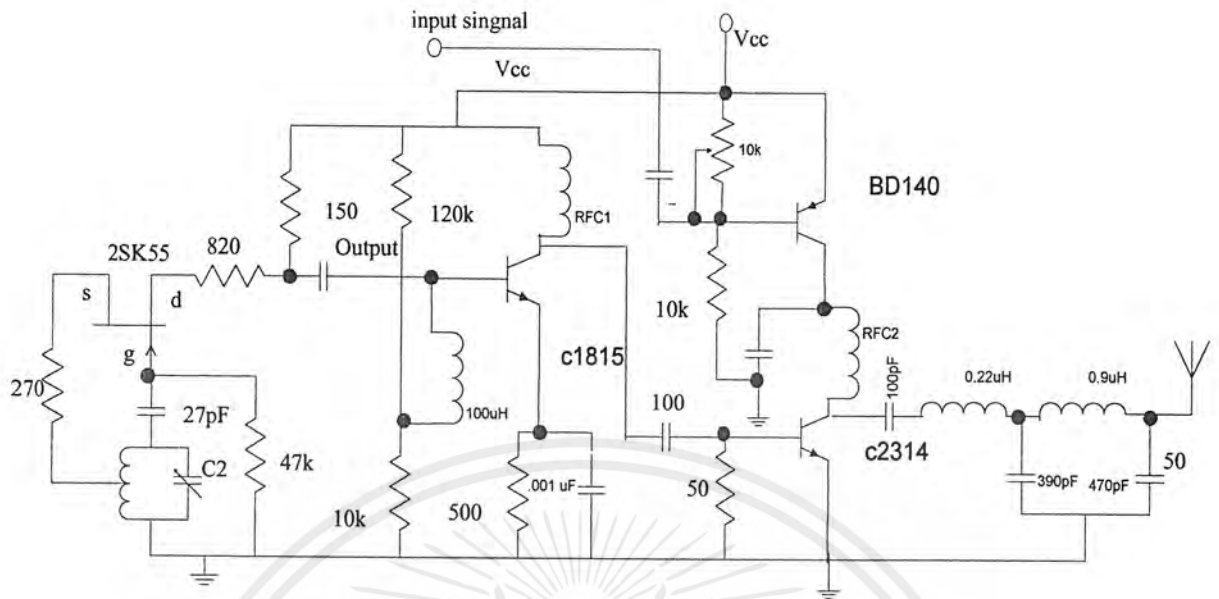 input singnal
Vcc
Vcc
10k
BD140
RFC1
150
120k
2SK55
820
Output
s
d
g
10k
RFC2
c1815
270
27pF
100uH
100
100pF
0.22uH
0.9uH
c2314
C2
47k
.001 uF
50
390pF
470pF
50
10k
500